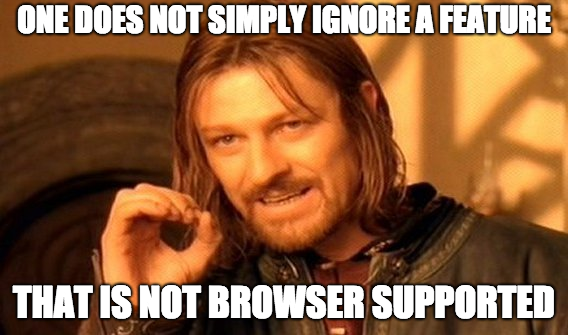 ONE DOES NOT SIMPLY IGNORE A FEATURE
THAT IS NOT BROWSER SUPPORTED